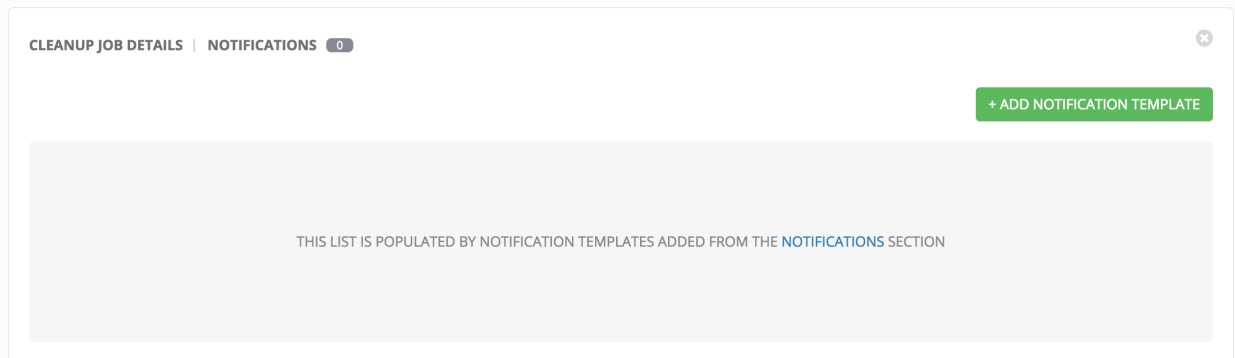 CLEANUP JOB DETAILS | NOTIFICATIONS 0
+ ADD NOTIFICATION TEMPLATE
THIS LIST IS POPULATED BY NOTIFICATION TEMPLATES ADDED FROM THE NOTIFICATIONS SECTION